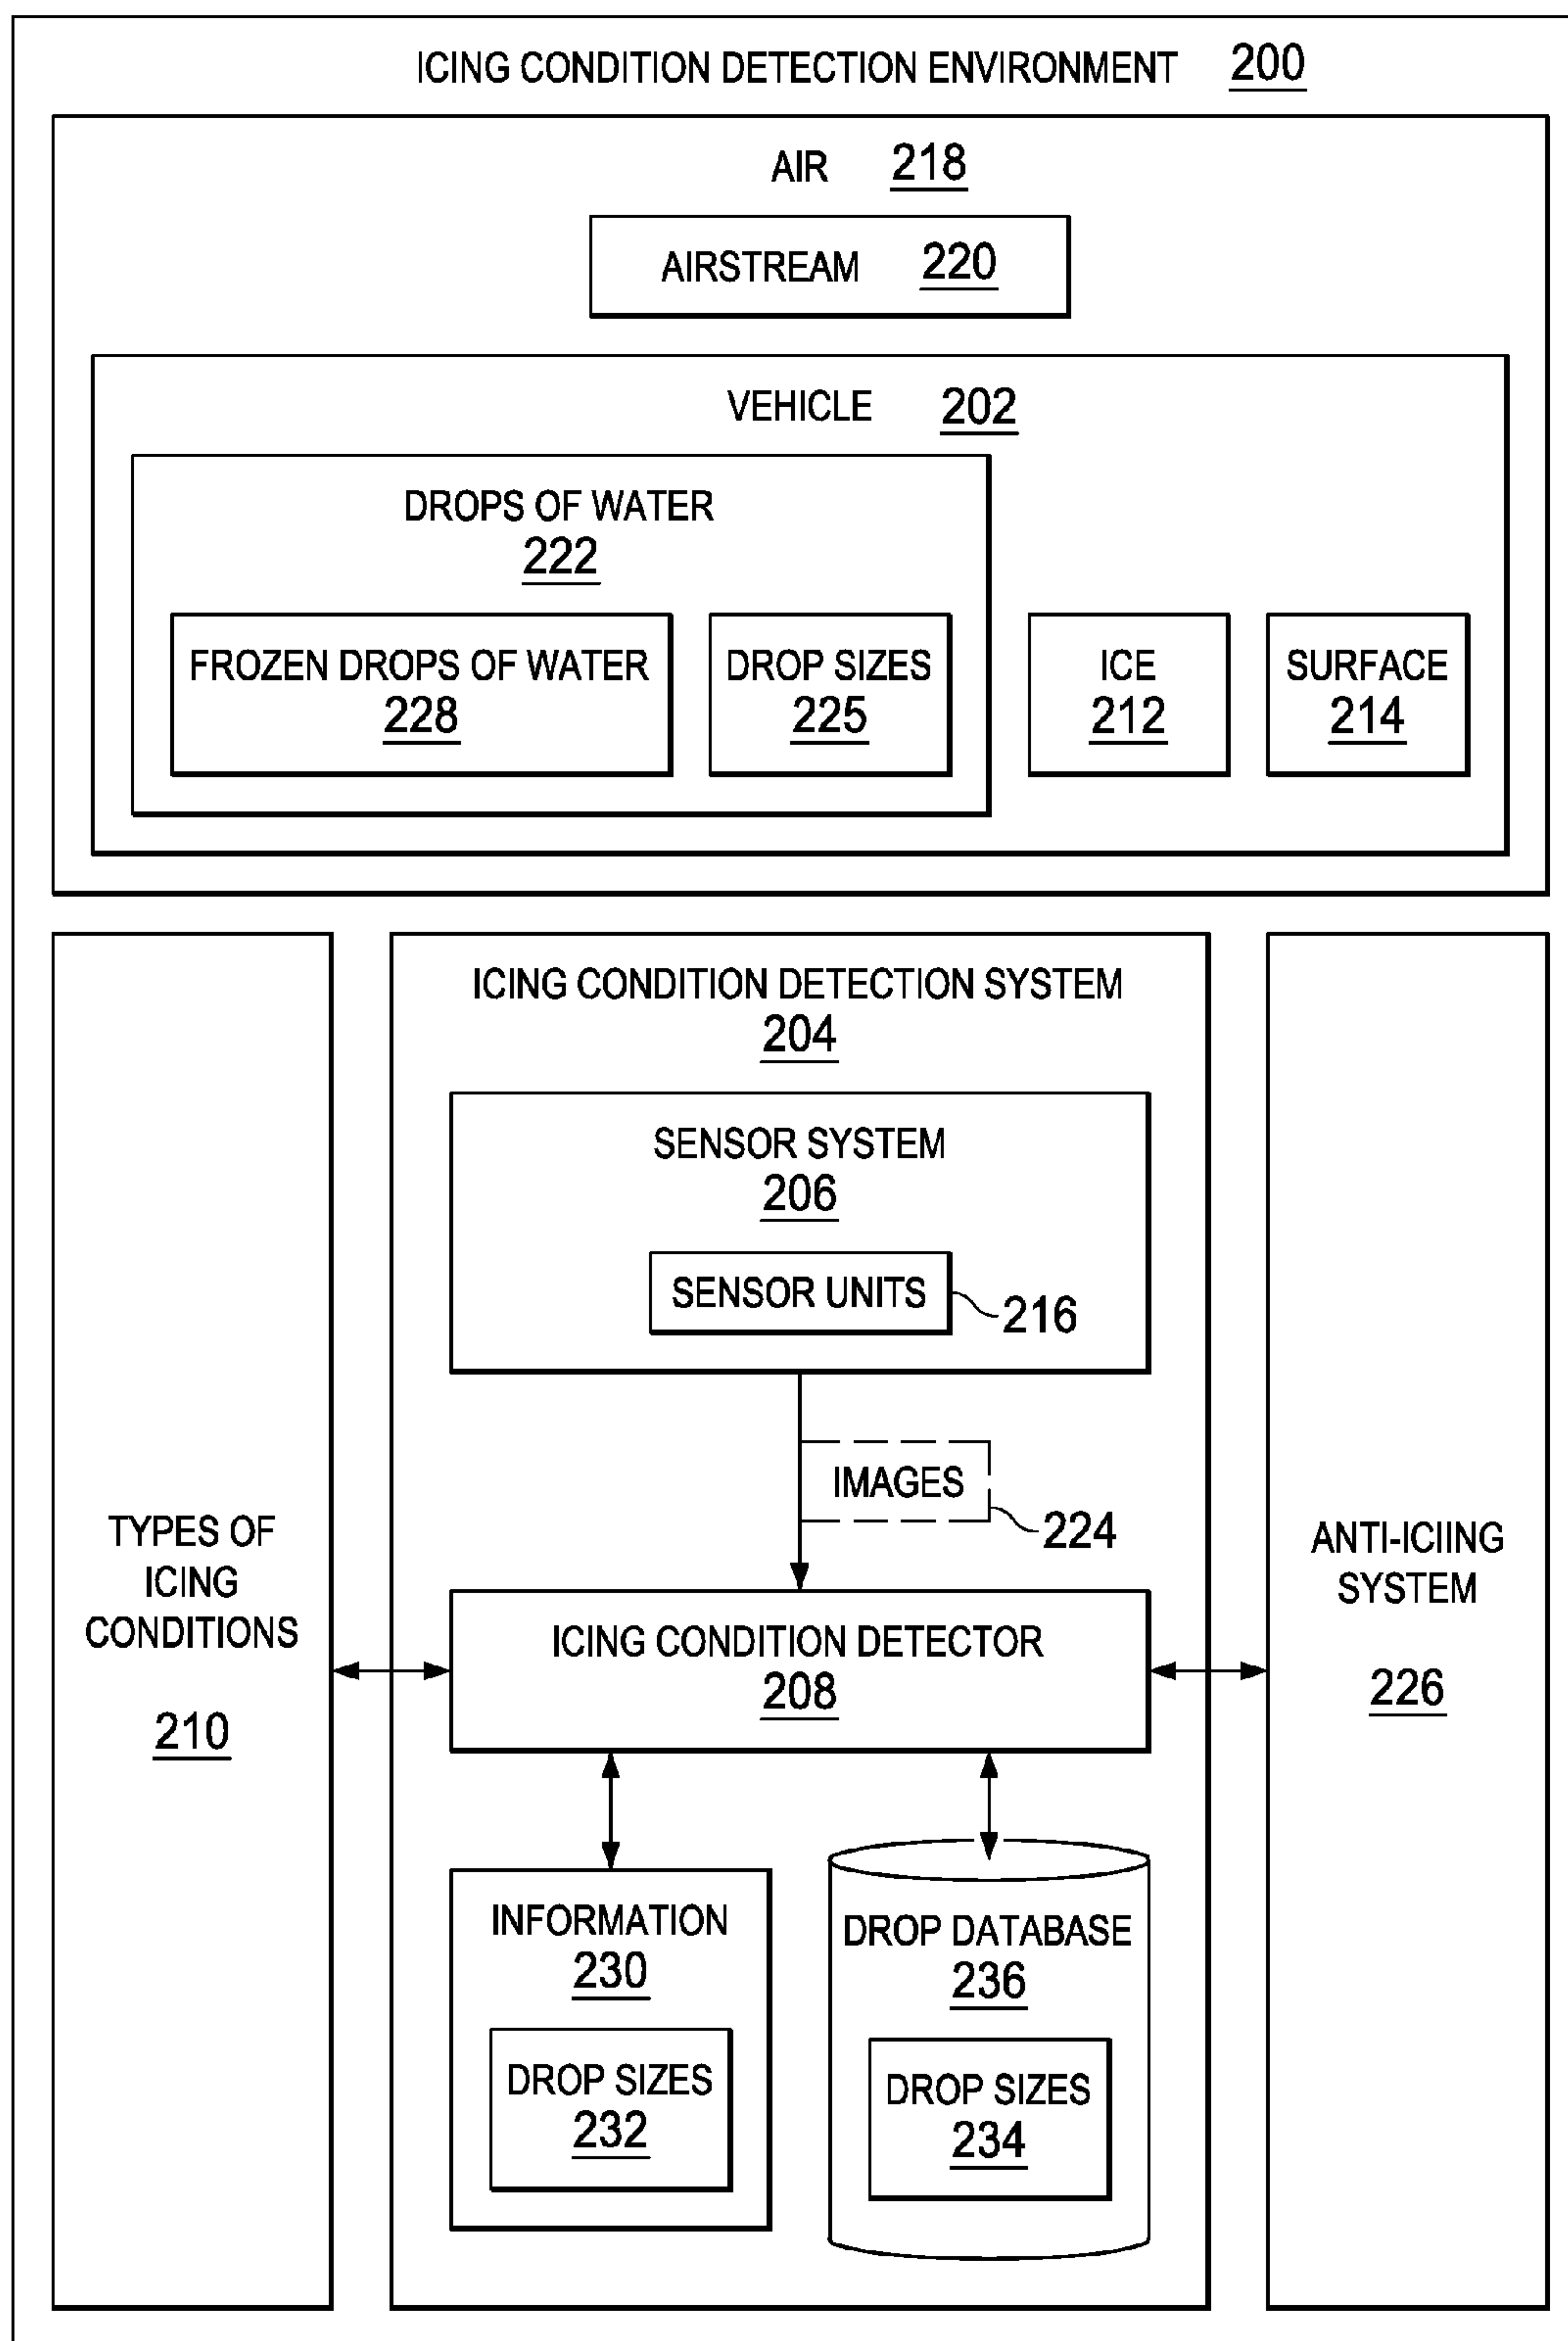 ICING CONDITION DETECTION ENVIRONMENT 200
AIR 218
AIRSTREAM 220
VEHICLE 202
DROPS OF WATER
222
FROZEN DROPS OF WATER
228
DROP SIZES
225
ICE
212
SURFACE
214
TYPES OF
ICING
CONDITIONS
210
ICING CONDITION DETECTION SYSTEM
204
SENSOR SYSTEM
206
SENSOR UNITS
216
IMAGES
224
ICING CONDITION DETECTOR
208
INFORMATION
230
DROP SIZES
232
DROP DATABASE
236
DROP SIZES
234
ANTI-ICIING
SYSTEM
226